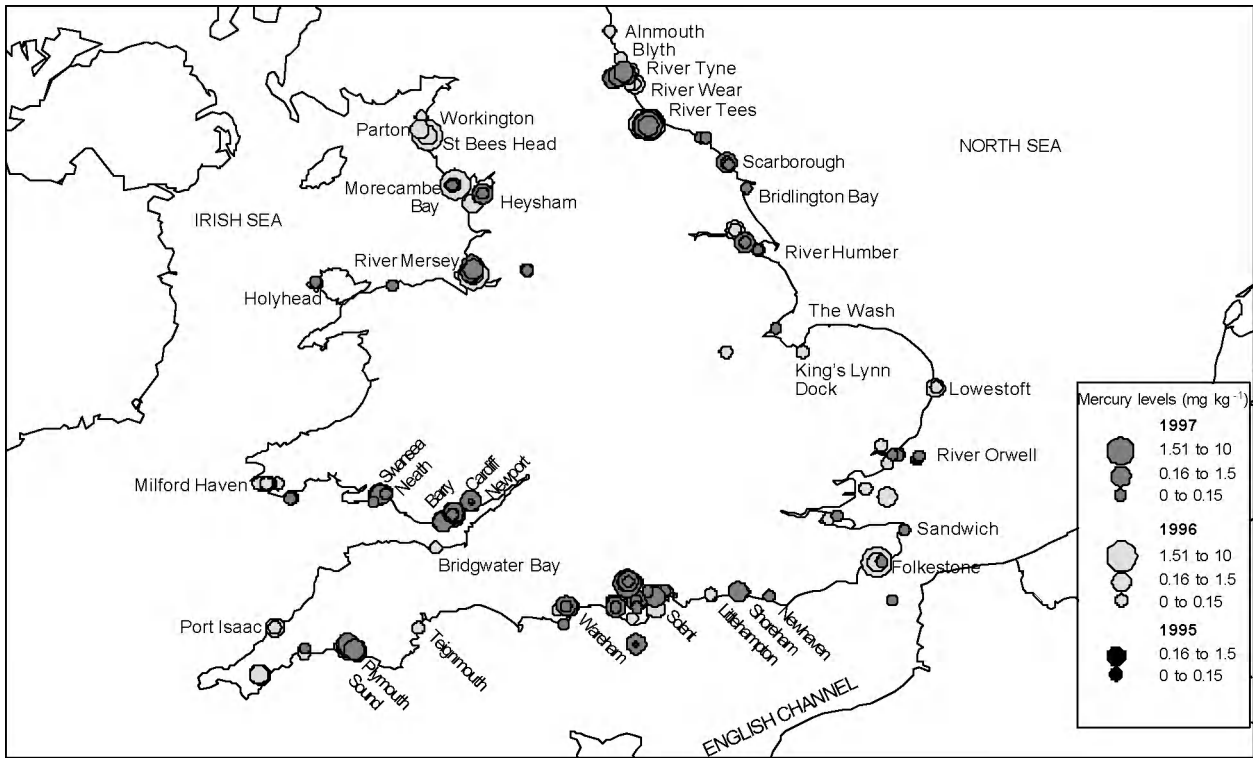 Alnmouth
Blyth
River Tyne
River Wear
River Tees
Workington
Parton
St Bees Head
NORTH SEA
Scarborough
Morecambe
Bay
Heysham
Bridlington Bay
IRISH SEA
River Humber
River Mersey
Holyhead
The Wash
King's Lynn
Dock
Lowestoft
Milford Haven
Swansea
Neath
Barry
Cardiff
Newport
River Orwell
Sandwich
Bridgwater Bay
Folkestone
Port Isaac
Plymouth
Sound
Teignmouth
Wareham
Solent
Littlehampton
Shoreham
Newhaven
ENGLISH CHANNEL
Mercury levels (mg kg⁻¹)
1997
1.51 to 10
0.16 to 1.5
0 to 0.15
1996
1.51 to 10
0.16 to 1.5
0 to 0.15
1995
0.16 to 1.5
0 to 0.15